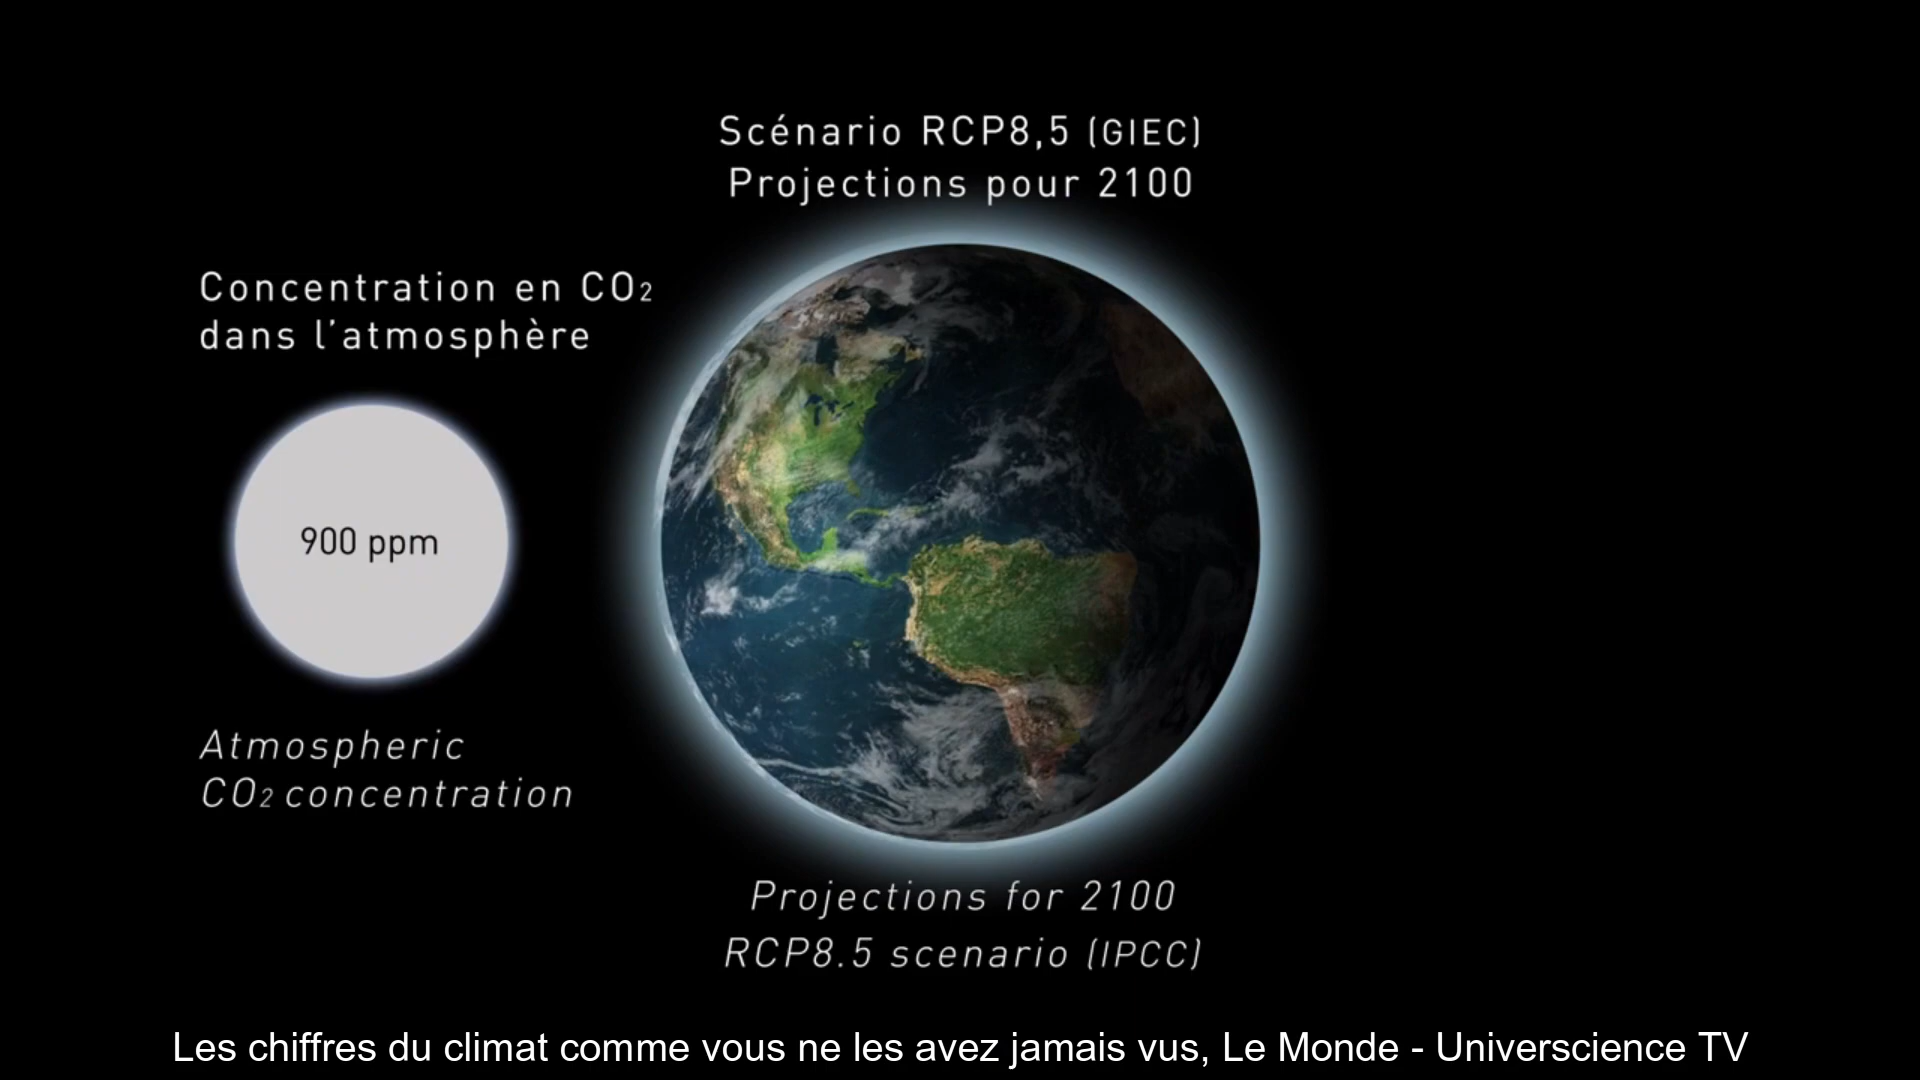 Scénario RCP8,5 (GIEC)
Projections pour 2100
Concentration en CO₂
dans l’atmosphère
900 ppm
Atmospheric
CO₂ concentration
Projections for 2100
RCP8.5 scenario (IPCC)
Les chiffres du climat comme vous ne les avez jamais vus, Le Monde - Universcience TV